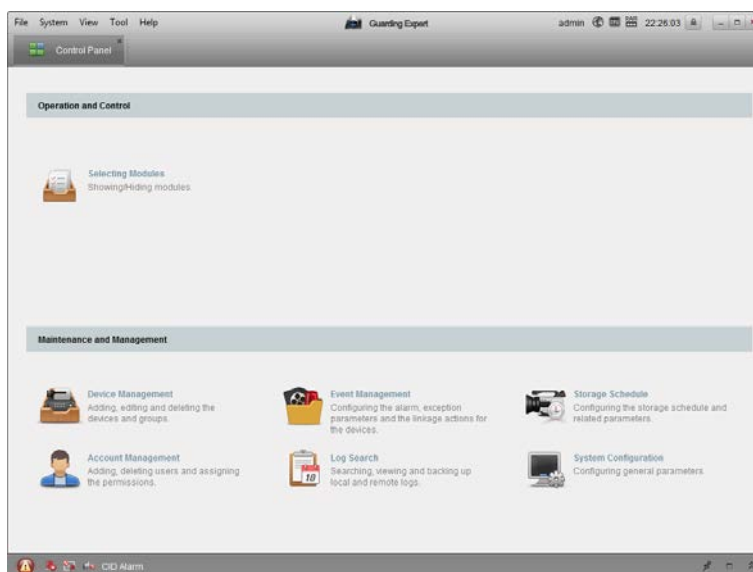 File System View Tool Help
Guarding Expert
admin 22:26:03
Control Panel
Operation and Control
Selecting Modules
Showing/Hiding modules
Maintenance and Management
Device Management
Adding, editing and deleting the
devices and groups.
Event Management
Configuring the alarm, exception
parameters and the linkage actions for
the devices.
Storage Schedule
Configuring the storage schedule and
related parameters.
Account Management
Adding, deleting users and assigning
the permissions.
Log Search
Searching, viewing and backing up
local and remote logs.
10
System Configuration
Configuring general parameters
CID Alarm